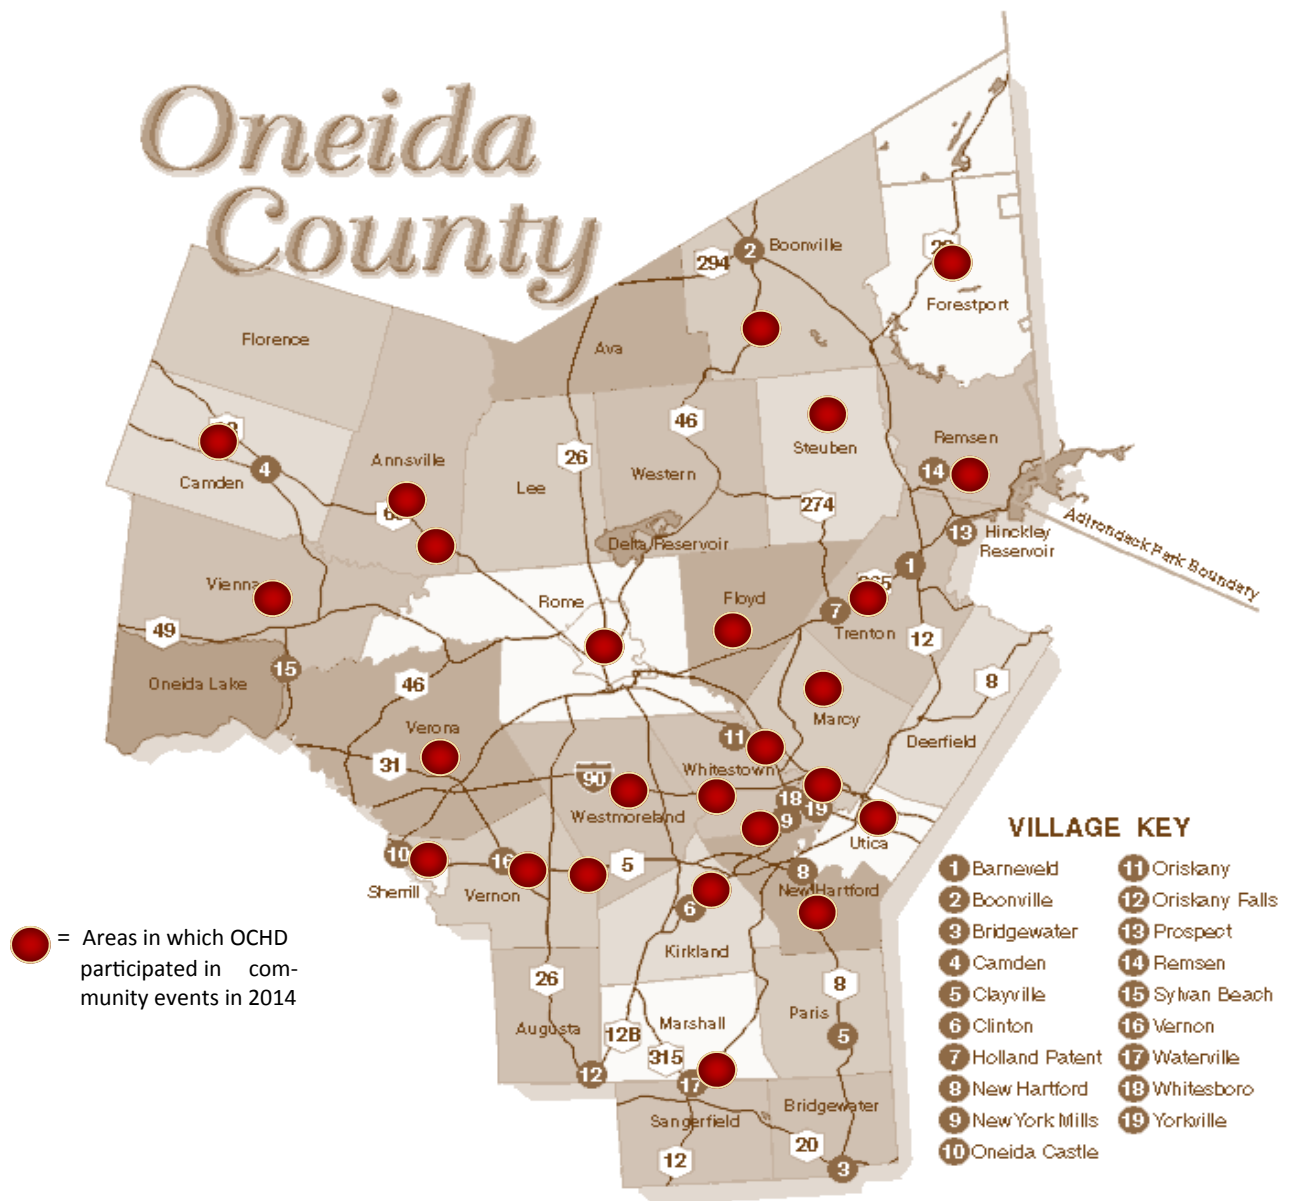 Oneida
County
2
Boonville
294
Forestport
Florence
Ava
46
Steuben
Remsen
14
26
Annsville
Camden
4
Lee
Western
274
13
Hinckley
Reservoir
Adirondack Park Boundary
Delta Reservoir
1
Vienna
Rome
Floyd
7
Trenton
12
49
15
Oneida Lake
46
8
Marcy
Verona
11
Deerfield
31
90
Whitestown
18
19
9
Westmoreland
Utica
10
16
5
8
Sherrill
Vernon
New Hartford
6
Kirkland
26
8
Augusta
12B
Marshall
Paris
315
5
12
17
Sangerfield
Bridgewater
20
12
3
= Areas in which OCHD
participated in com-
munity events in 2014
VILLAGE KEY
1 Barneveld
2 Boonville
3 Bridgewater
4 Camden
5 Clayville
6 Clinton
7 Holland Patent
8 New Hartford
9 New York Mills
10 Oneida Castle
11 Oriskany
12 Oriskany Falls
13 Prospect
14 Remsen
15 Sylvan Beach
16 Vernon
17 Waterville
18 Whitesboro
19 Yorkville